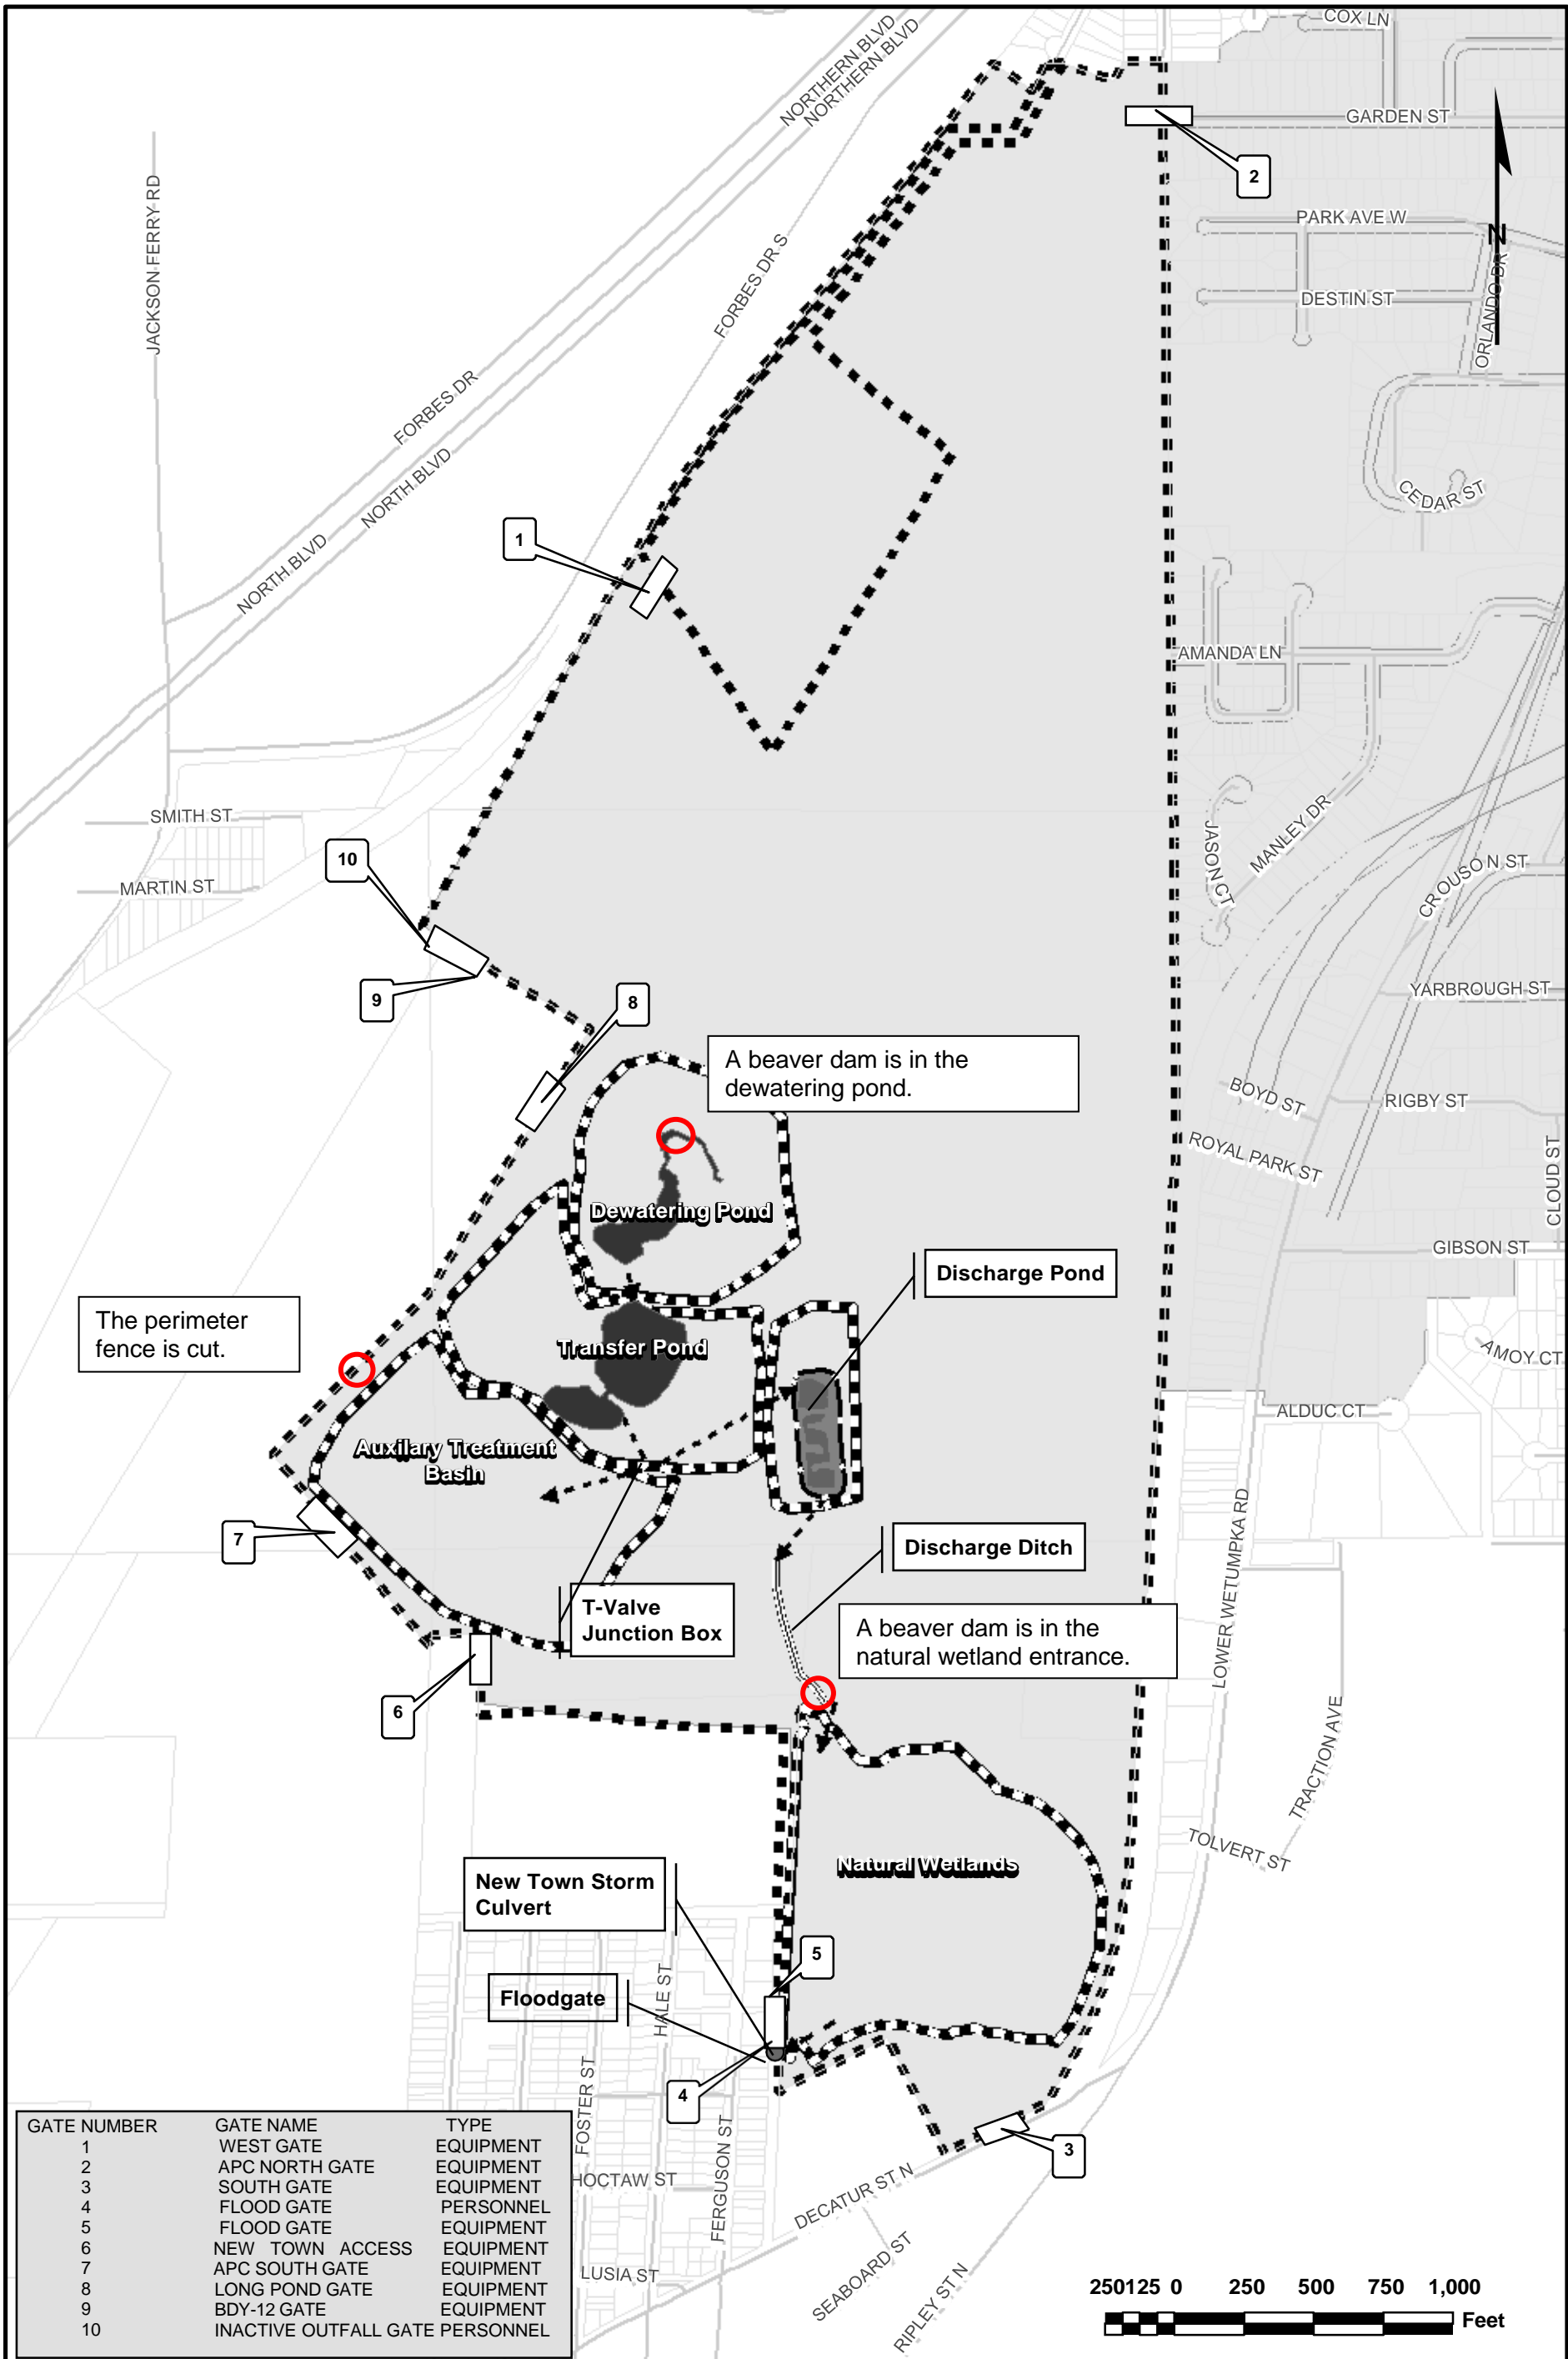 COX LN
NORTHERN BLVD
NORTHERN BLVD
GARDEN ST
2
JACKSON FERRY RD
PARK AVE W
N
FORBES DR S
DESTIN ST
ORLANDO DR
FORBES DR
NORTH BLVD
CEDAR ST
1
NORTH BLVD
AMANDA LN
SMITH ST
JASON CT
MANLEY DR
10
MARTIN ST
CROUSON ST
9
8
YARBROUGH ST
A beaver dam is in the
dewatering pond.
BOYD ST
RIGBY ST
ROYAL PARK ST
CLOUD ST
Dewatering Pond
GIBSON ST
Discharge Pond
The perimeter
fence is cut.
Transfer Pond
AMOY CT
ALDUC CT
Auxilary Treatment
Basin
7
LOWER WETUMPKA RD
Discharge Ditch
T-Valve
Junction Box
A beaver dam is in the
natural wetland entrance.
6
TRACTION AVE
TOLVERT ST
Natural Wetlands
New Town Storm
Culvert
5
Floodgate
HALE ST
4
FOSTER ST
3
FERGUSON ST
HOCTAW ST
DECATUR ST N
LUSIA ST
SEABOARD ST
RIPLEY ST N
GATE NUMBER GATE NAME TYPE
1 WEST GATE EQUIPMENT
2 APC NORTH GATE EQUIPMENT
3 SOUTH GATE EQUIPMENT
4 FLOOD GATE PERSONNEL
5 FLOOD GATE EQUIPMENT
6 NEW TOWN ACCESS EQUIPMENT
7 APC SOUTH GATE EQUIPMENT
8 LONG POND GATE EQUIPMENT
9 BDY-12 GATE EQUIPMENT
10 INACTIVE OUTFALL GATE PERSONNEL
250 125 0 250 500 750 1,000
Feet